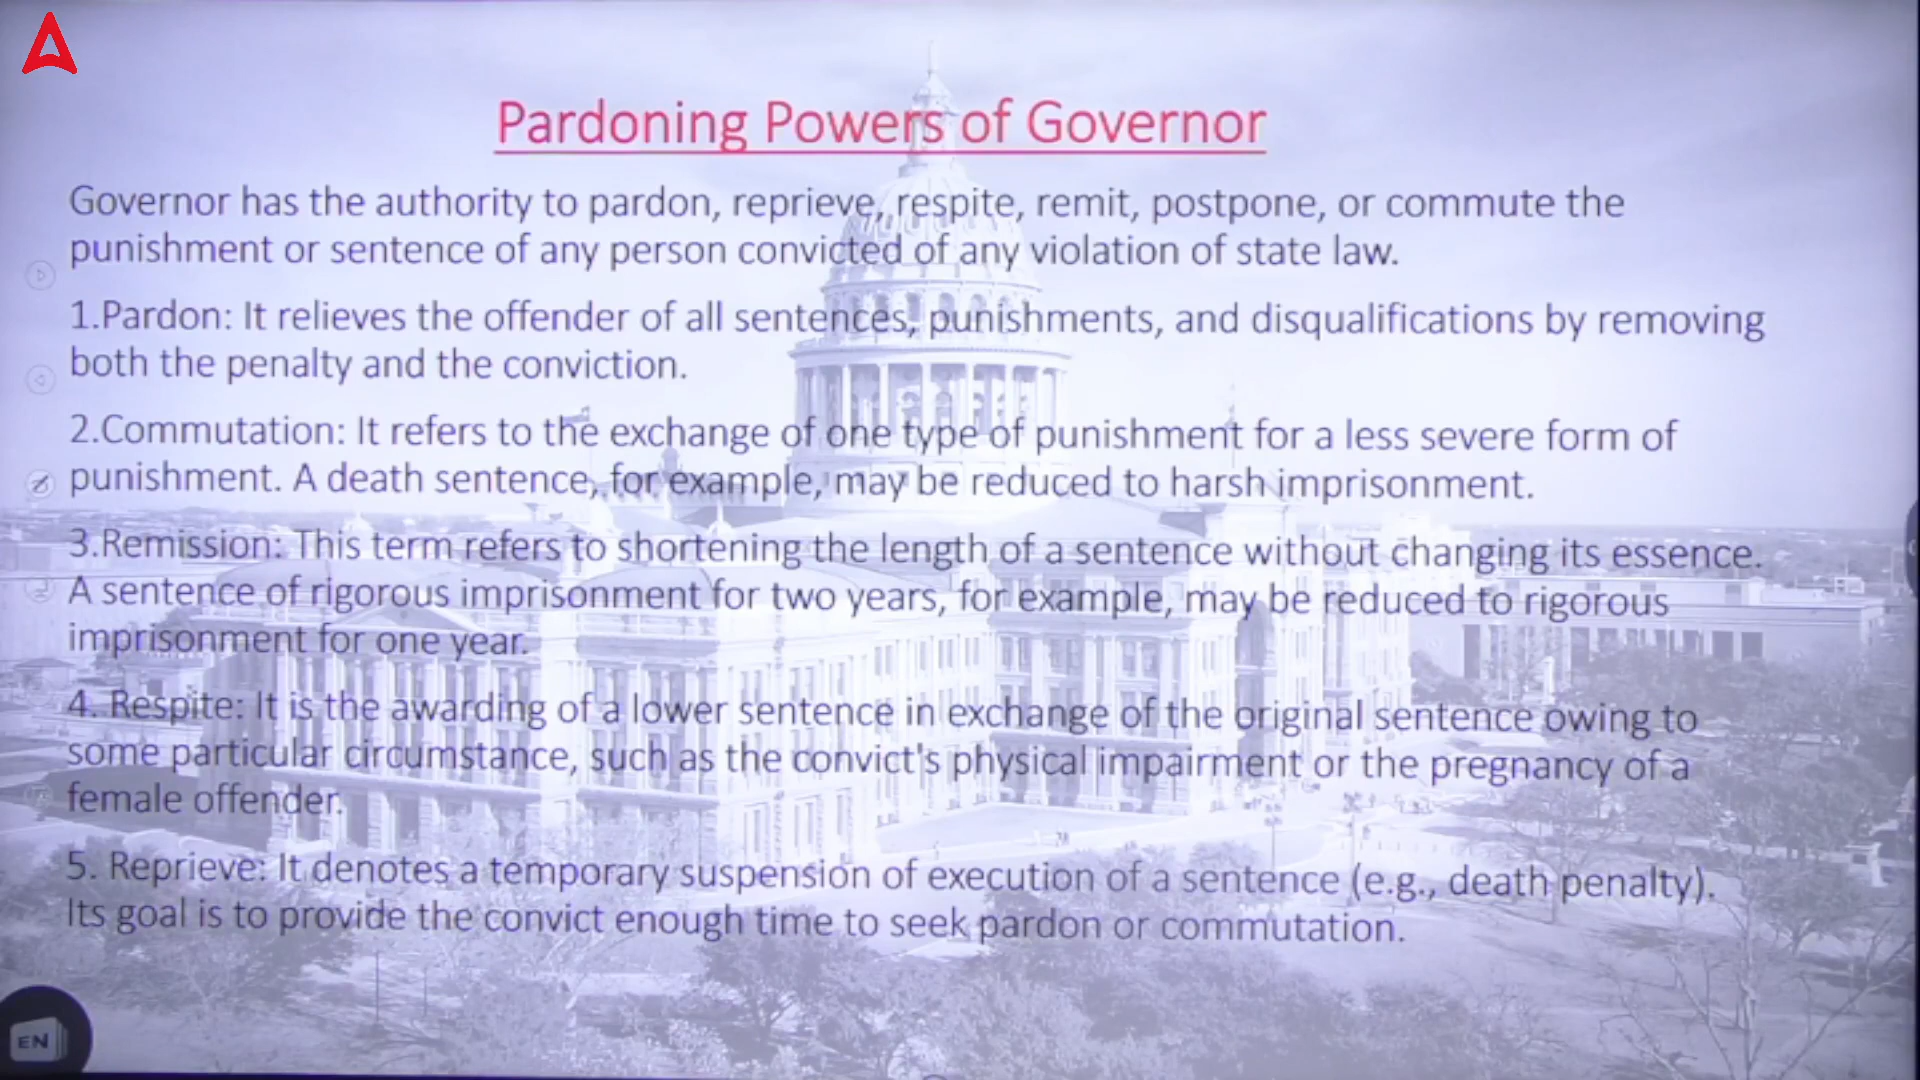 Pardoning Powers of Governor
Governor has the authority to pardon, reprieve, respite, remit, postpone, or commute the
punishment or sentence of any person convicted of any violation of state law.
1.Pardon: It relieves the offender of all sentences, punishments, and disqualifications by removing
both the penalty and the conviction.
2.Commutation: It refers to the exchange of one type of punishment for a less severe form of
punishment. A death sentence, for example, may be reduced to harsh imprisonment.
3.Remission: This term refers to shortening the length of a sentence without changing its essence.
A sentence of rigorous imprisonment for two years, for example, may be reduced to rigorous
imprisonment for one year.
4. Respite: It is the awarding of a lower sentence in exchange of the original sentence owing to
some particular circumstance, such as the convict's physical impairment or the pregnancy of a
female offender.
5. Reprieve: It denotes a temporary suspension of execution of a sentence (e.g., death penalty).
Its goal is to provide the convict enough time to seek pardon or commutation.
EN